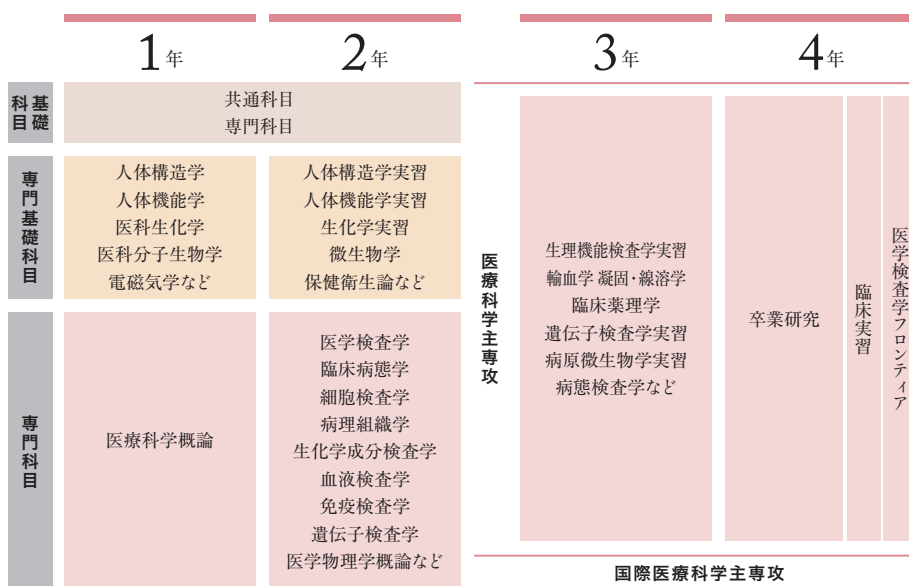 1年
2年
3年
4年
基礎科目
共通科目
専門科目
専門基礎科目
人体構造学
人体機能学
医科生化学
医科分子生物学
電磁気学など
人体構造学実習
人体機能学実習
生化学実習
微生物学
保健衛生論など
専門科目
医療科学概論
医学検査学
臨床病態学
細胞検査学
病理組織学
生化学成分検査学
血液検査学
免疫検査学
遺伝子検査学
医学物理学概論など
医療科学主専攻
生理機能検査学実習
輸血学 凝固・線溶学
臨床薬理学
遺伝子検査学実習
病原微生物学実習
病態検査学など
卒業研究
臨床実習
医学検査学フロンティア
国際医療科学主専攻